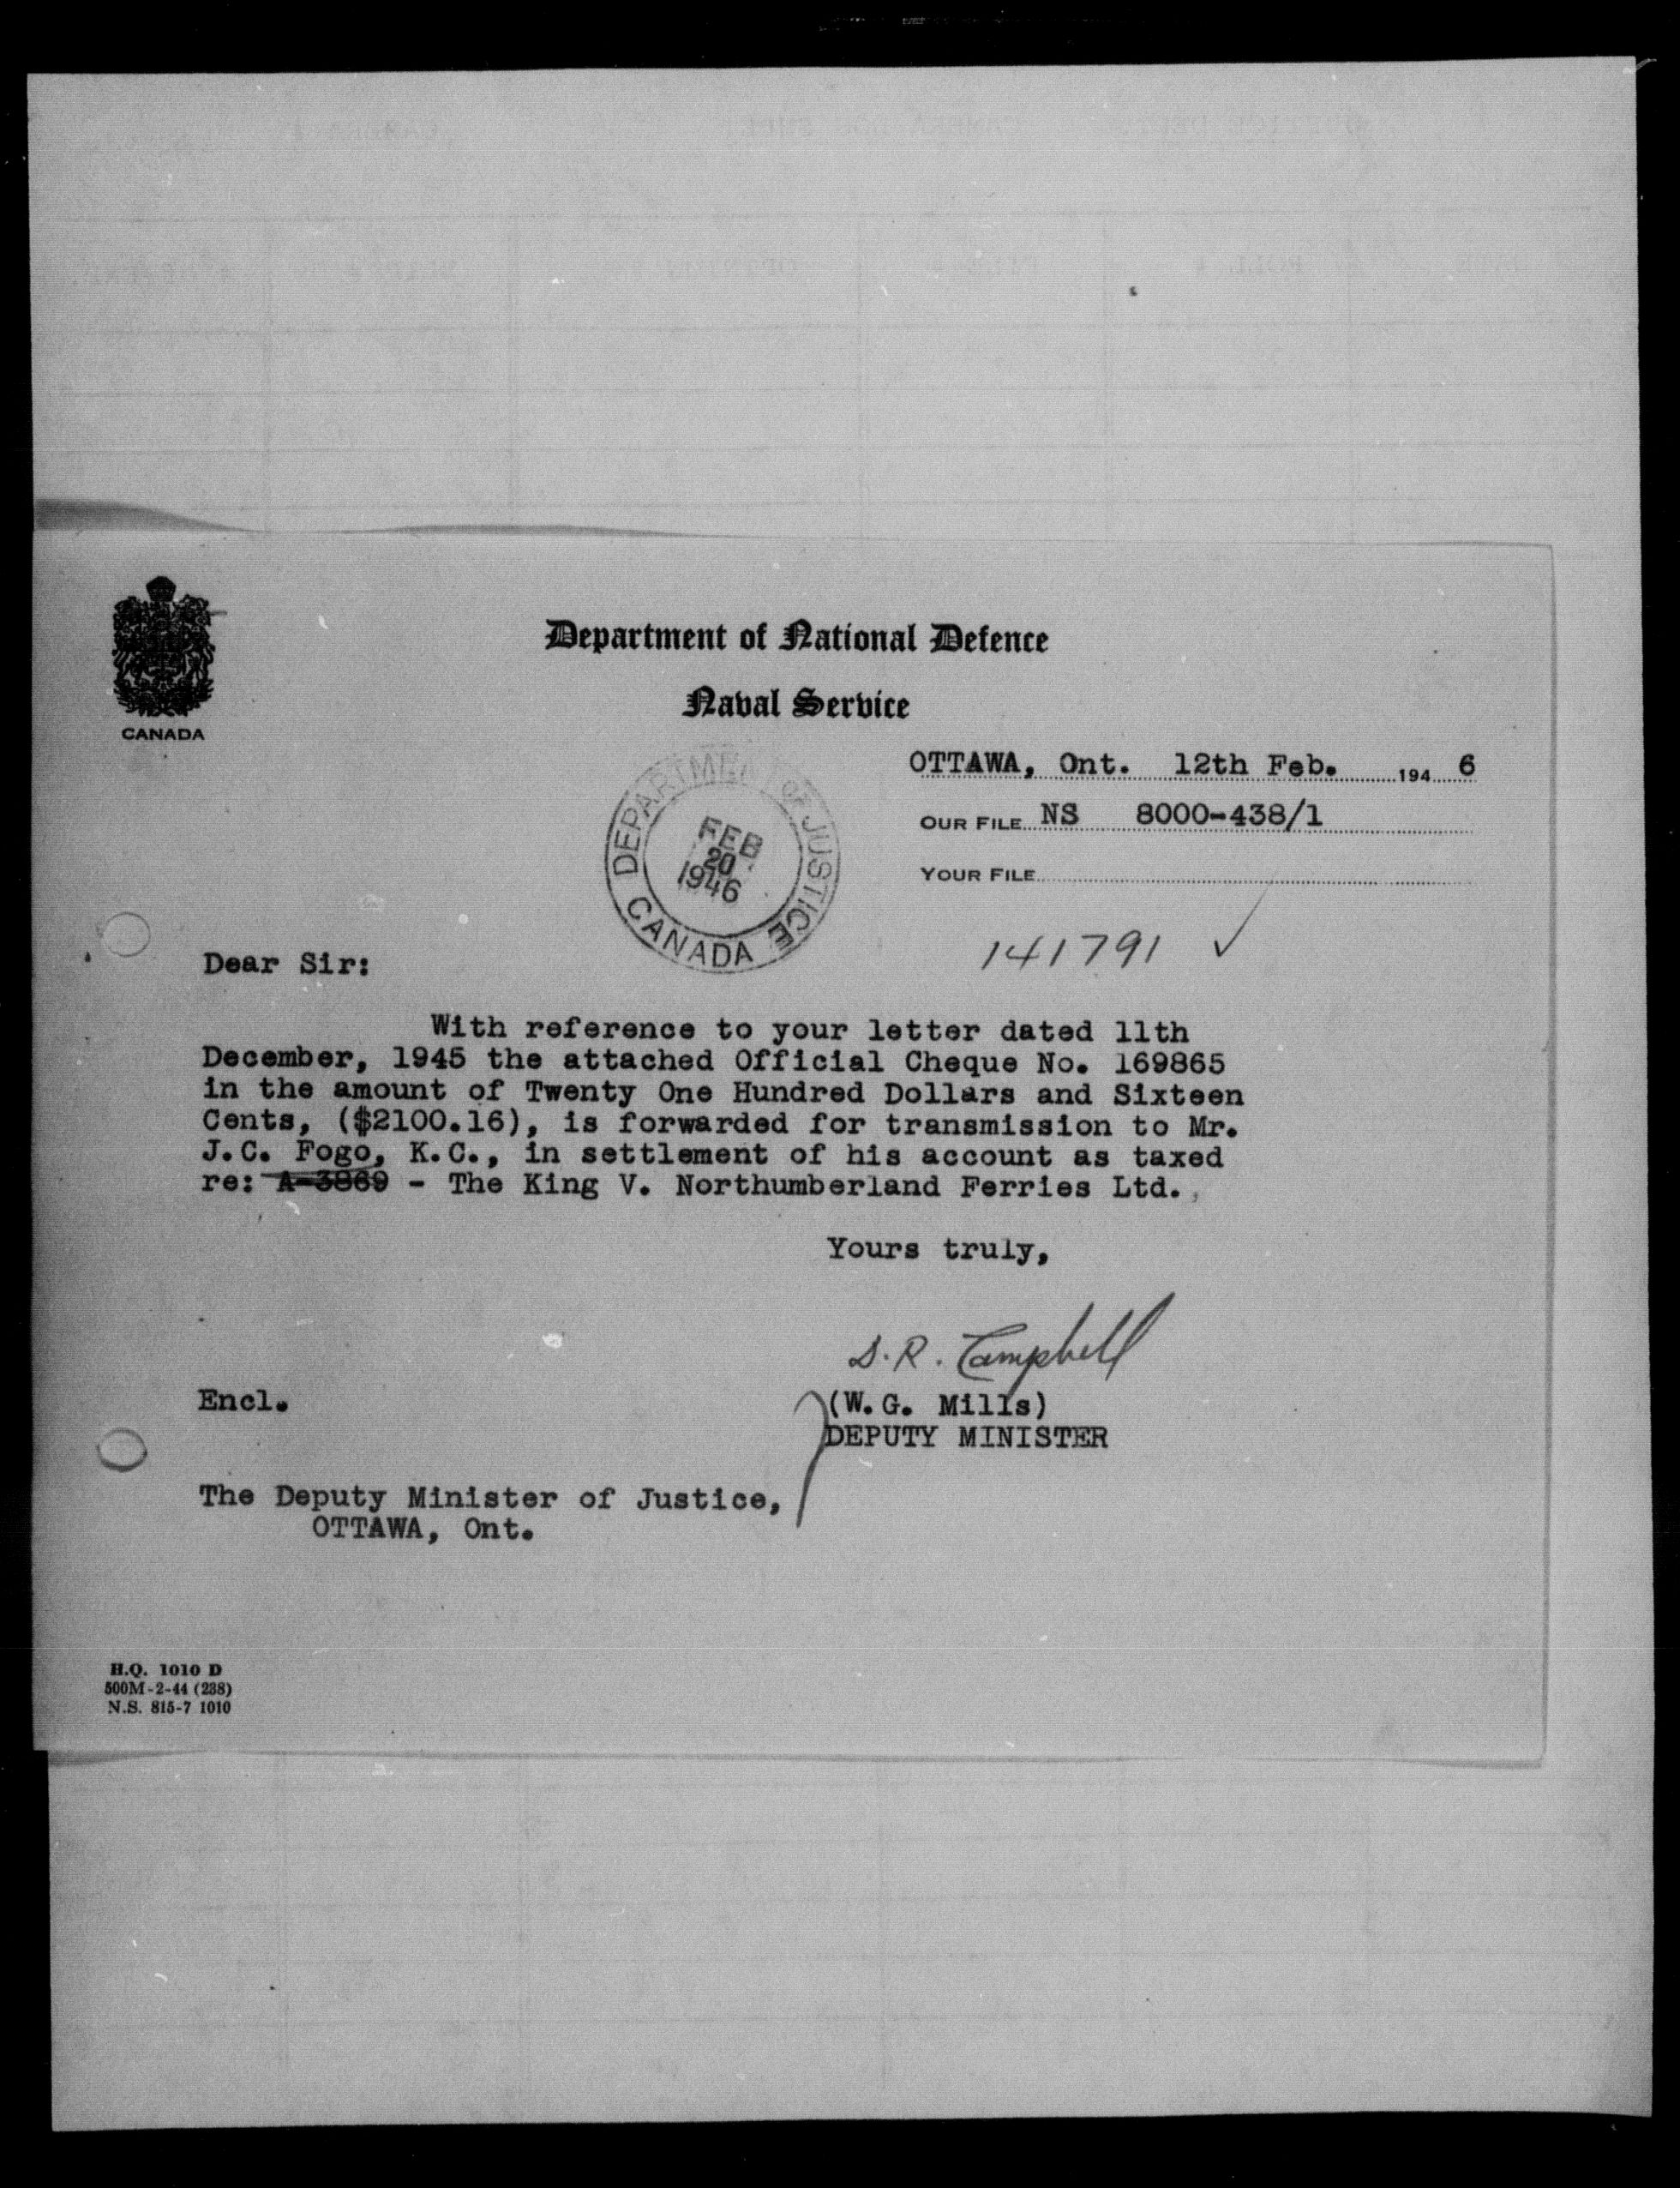 CANADA
Department of National Defence
Naval Service
OTTAWA, Ont. 12th Feb. 194 6
OUR FILE NS 8000-438/1
YOUR FILE
DEPARTMENT OF JUSTICE
FEB
20
1946
CANADA
141791 ✓
Dear Sir:
With reference to your letter dated 11th
December, 1945 the attached Official Cheque No. 169865
in the amount of Twenty One Hundred Dollars and Sixteen
Cents, ($2100.16), is forwarded for transmission to Mr.
J.C. Fogo, K.C., in settlement of his account as taxed
re: A-3869 - The King V. Northumberland Ferries Ltd.
Yours truly,
D.R. Campbell
Encl.
(W.G. Mills)
DEPUTY MINISTER
The Deputy Minister of Justice,
OTTAWA, Ont.
H.Q. 1010 D
500M-2-44 (238)
N.S. 815-7 1010